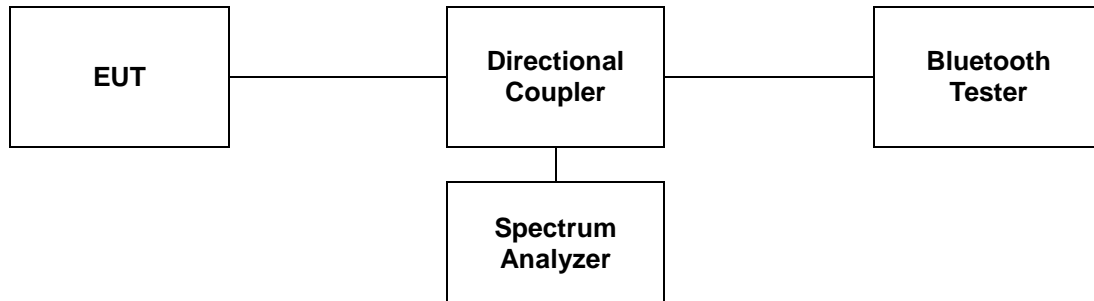 EUT
Directional
Coupler
Bluetooth
Tester
Spectrum
Analyzer